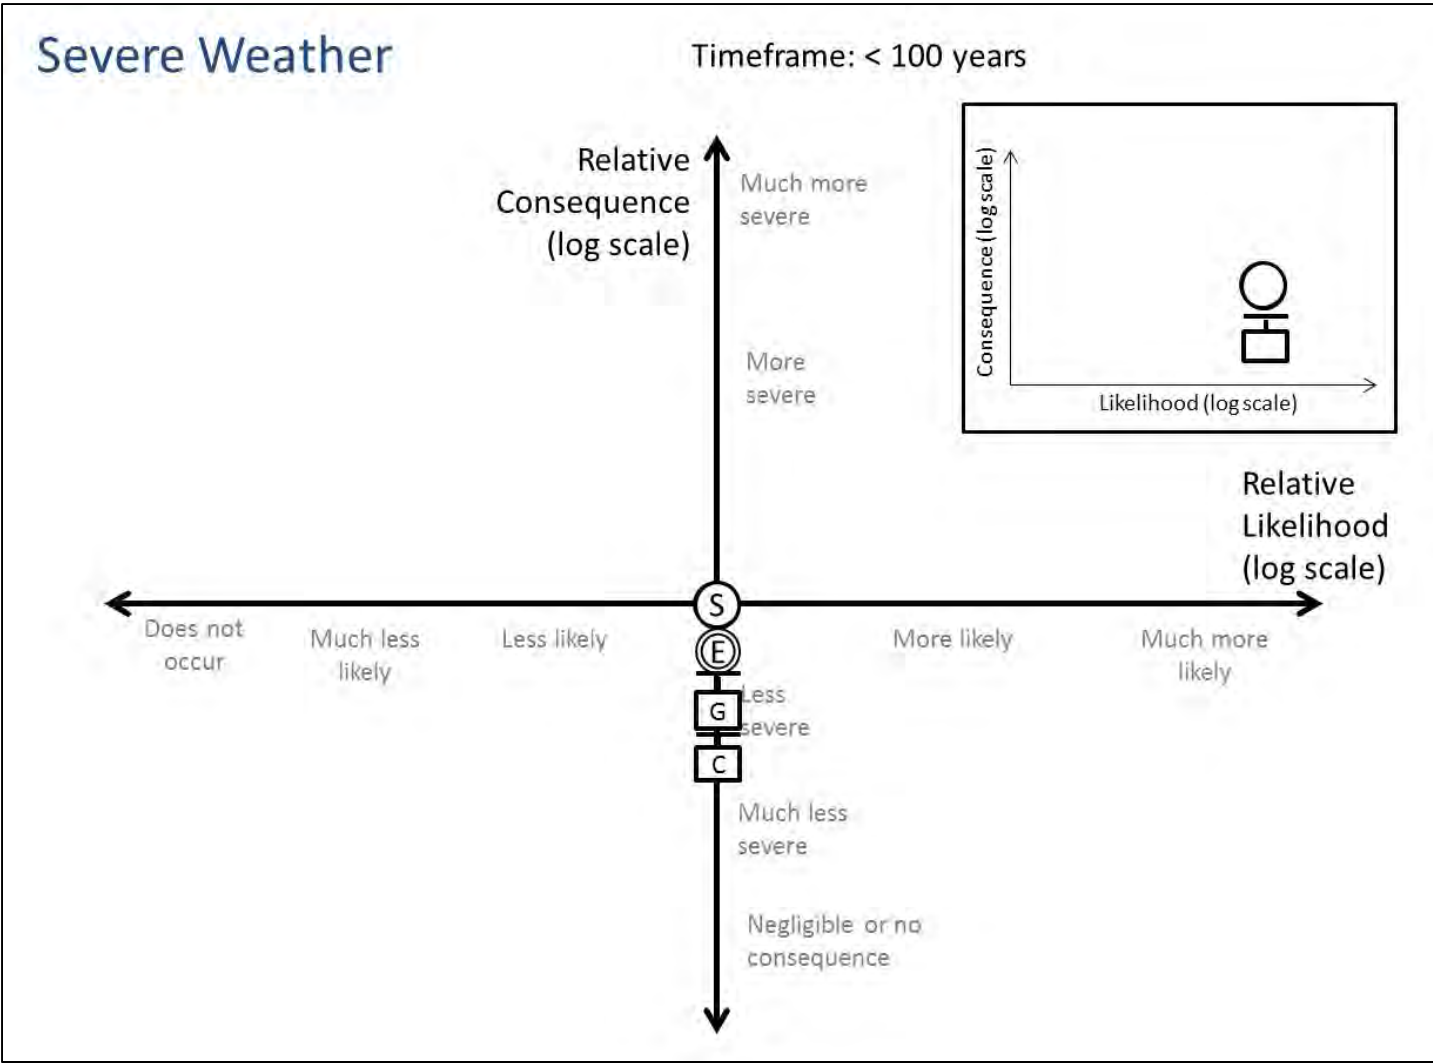 Severe Weather
Timeframe: < 100 years
Relative
Consequence
(log scale)
Much more
severe
More
severe
Consequence (log scale)
Likelihood (log scale)
Relative
Likelihood
(log scale)
Does not
occur
Much less
likely
Less likely
S
More likely
Much more
likely
E
Less
severe
G
C
Much less
severe
Negligible or no
consequence